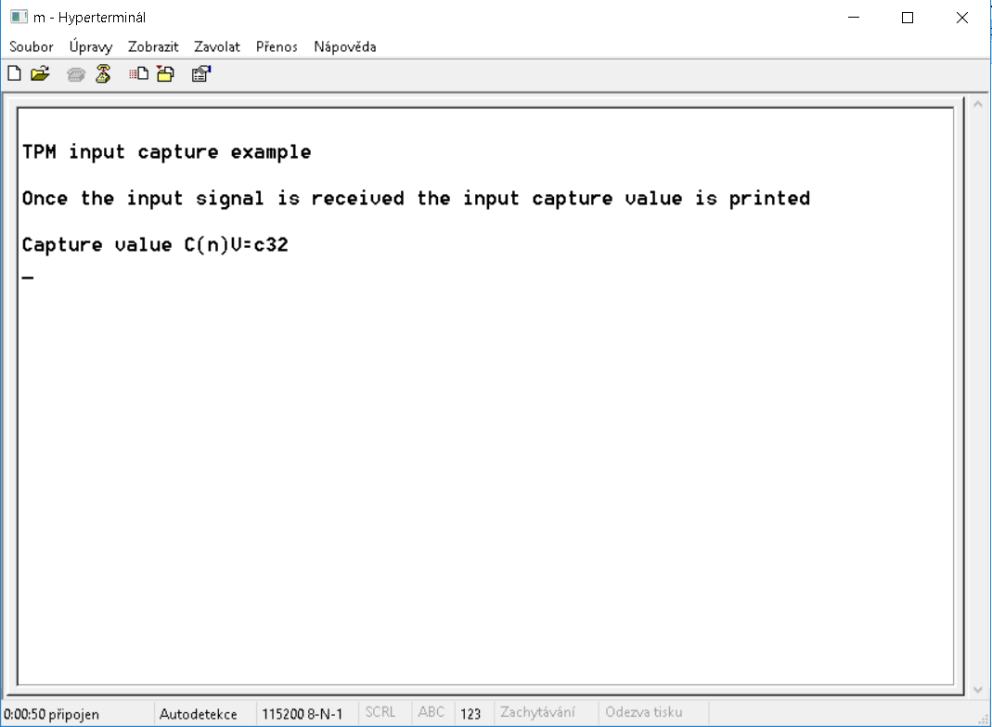 m - Hyperterminál
Soubor Úpravy Zobrazit Zavolat Přenos Nápověda
TPM input capture example
Once the input signal is received the input capture value is printed
Capture value C(n)V=c32
_
0:00:50 připojen Autodetekce 115200 8-N-1 SCRL ABC 123 Zachytávání Odezva tisku